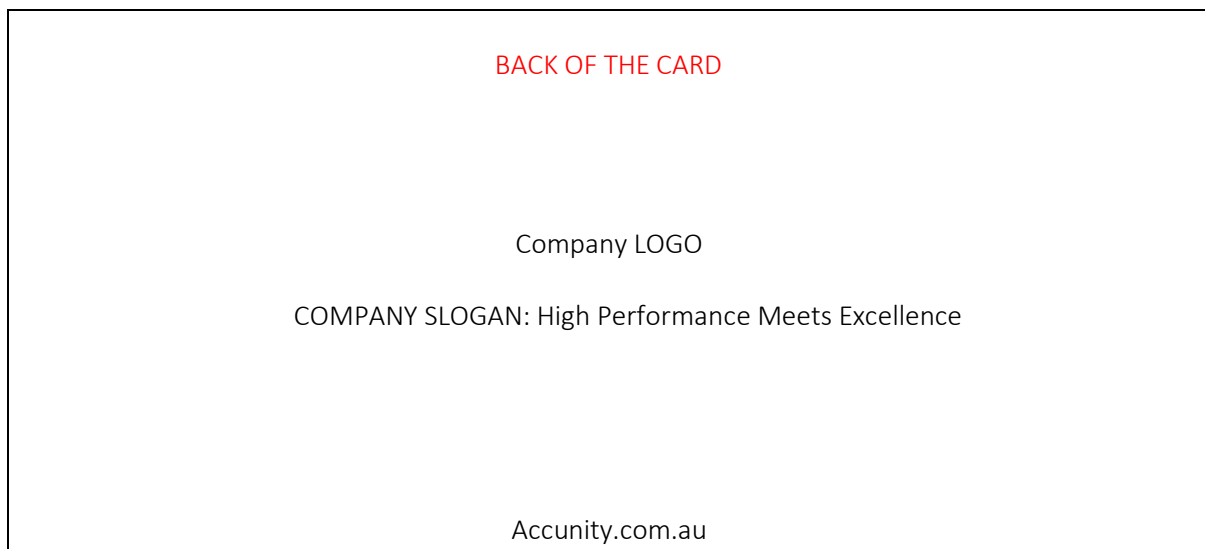 BACK OF THE CARD
Company LOGO
COMPANY SLOGAN: High Performance Meets Excellence
Accunity.com.au